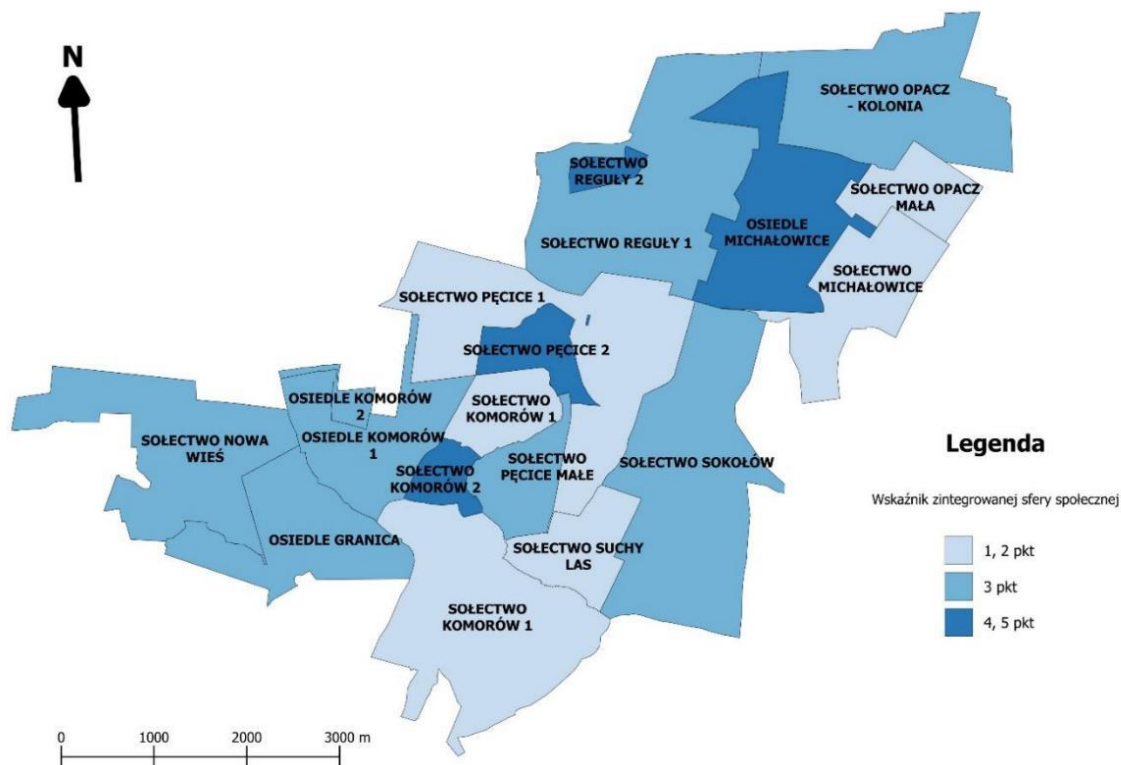 N
SOŁECTWO OPACZ
- KOLONIA
SOŁECTWO
REGUŁY 2
SOŁECTWO OPACZ
MAŁA
OSIEDLE
MICHAŁOWICE
SOŁECTWO REGUŁY 1
SOŁECTWO
MICHAŁOWICE
SOŁECTWO PĘCICE 1
SOŁECTWO PĘCICE 2
OSIEDLE KOMORÓW
2
SOŁECTWO
KOMORÓW 1
SOŁECTWO NOWA
WIEŚ
OSIEDLE KOMORÓW
1
SOŁECTWO
KOMORÓW 2
SOŁECTWO
PĘCICE MAŁE
SOŁECTWO SOKOŁÓW
OSIEDLE GRANICA
SOŁECTWO SUCHY
LAS
SOŁECTWO
KOMORÓW 1
Legenda
Wskaźnik zintegrowanej sfery społecznej
1, 2 pkt
3 pkt
4, 5 pkt
0 1000 2000 3000 m